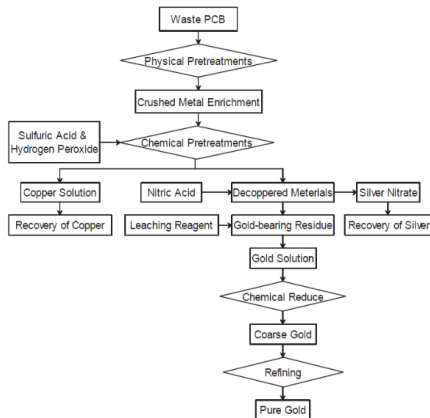 Waste PCB
Physical Pretreatments
Crushed Metal Enrichment
Sulfuric Acid &
Hydrogen Peroxide
Chemical Pretreatments
Copper Solution
Nitric Acid
Decoppered Meterials
Silver Nitrate
Recovery of Copper
Leaching Reagent
Gold-bearing Residue
Recovery of Silver
Gold Solution
Chemical Reduce
Coarse Gold
Refining
Pure Gold